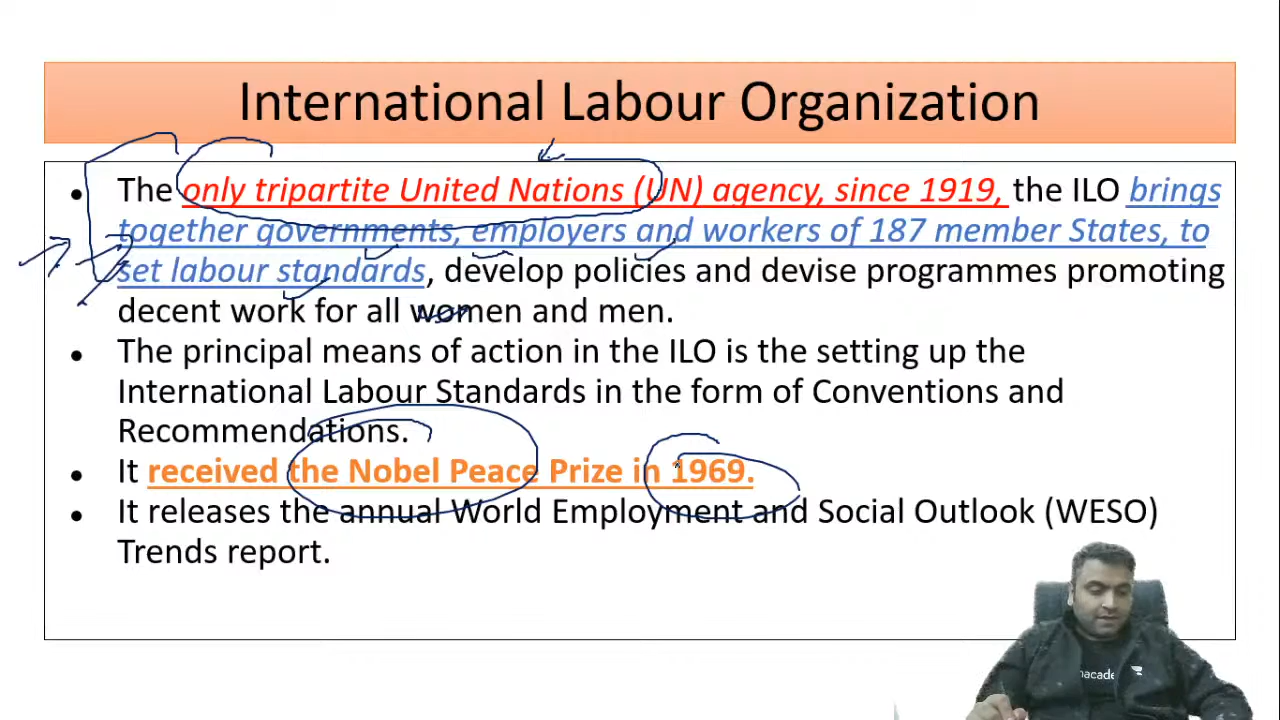 International Labour Organization
• The only tripartite United Nations (UN) agency, since 1919, the ILO brings
together governments, employers and workers of 187 member States, to
set labour standards, develop policies and devise programmes promoting
decent work for all women and men.
• The principal means of action in the ILO is the setting up the
International Labour Standards in the form of Conventions and
Recommendations.
• It received the Nobel Peace Prize in 1969.
• It releases the annual World Employment and Social Outlook (WESO)
Trends report.